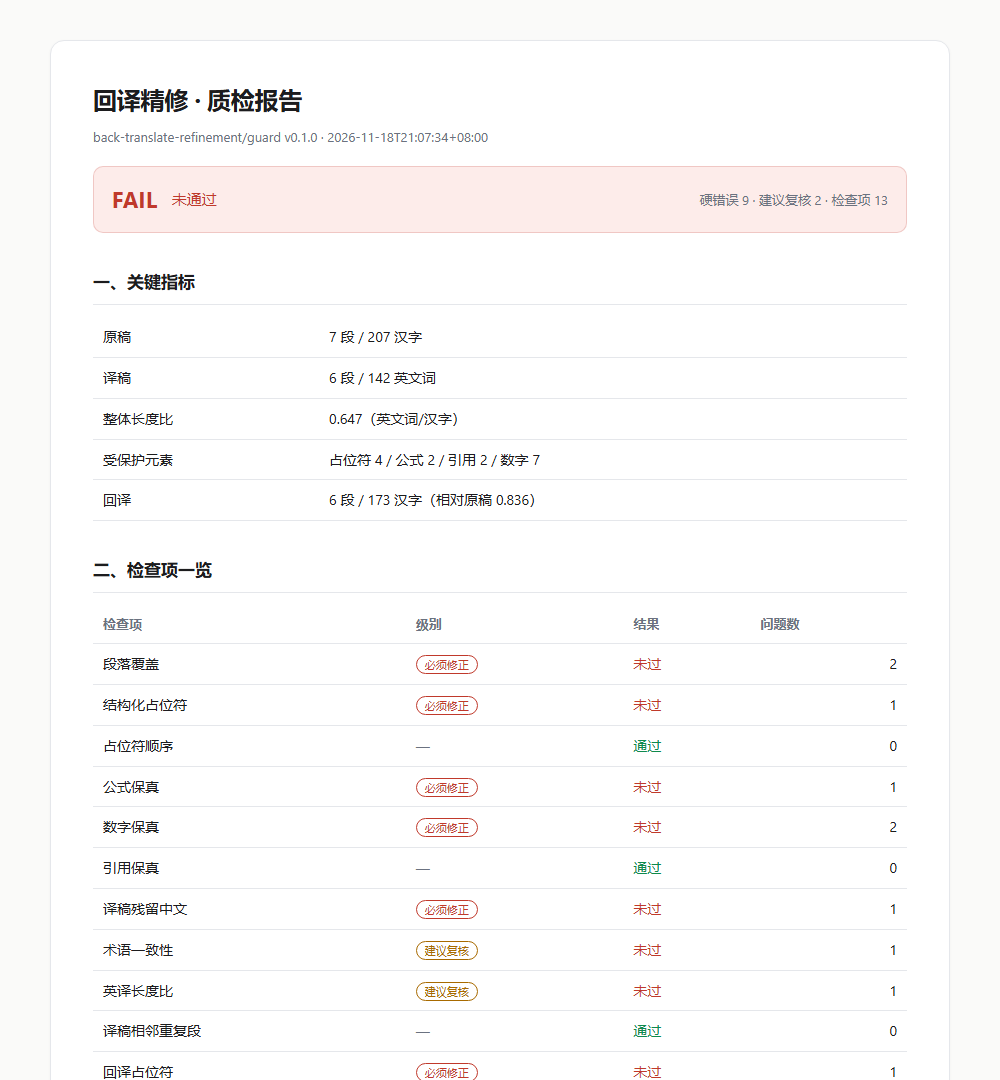 回译精修 · 质检报告
back-translate-refinement/guard v0.1.0 · 2026-11-18T21:07:34+08:00
FAIL 未通过 硬错误 9 · 建议复核 2 · 检查项 13
一、关键指标
原稿 7 段 / 207 汉字
译稿 6 段 / 142 英文词
整体长度比 0.647（英文词/汉字）
受保护元素 占位符 4 / 公式 2 / 引用 2 / 数字 7
回译 6 段 / 173 汉字（相对原稿 0.836）
二、检查项一览
检查项 级别 结果 问题数
段落覆盖 必须修正 未过 2
结构化占位符 必须修正 未过 1
占位符顺序 — 通过 0
公式保真 必须修正 未过 1
数字保真 必须修正 未过 2
引用保真 — 通过 0
译稿残留中文 必须修正 未过 1
术语一致性 建议复核 未过 1
英译长度比 建议复核 未过 1
译稿相邻重复段 — 通过 0
回译占位符 必须修正 未过 1